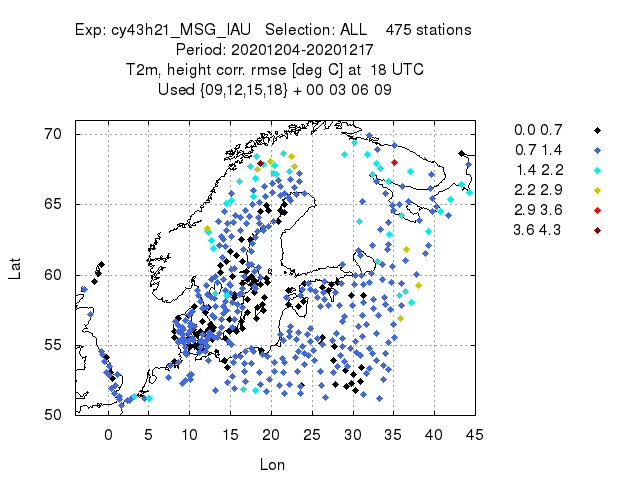 Exp: cy43h21_MSG_IAU   Selection: ALL    475 stations
Period: 20201204-20201217
T2m, height corr. rmse [deg C] at  18 UTC
Used {09,12,15,18} + 00 03 06 09
70
65
60
55
50
Lat
0 5 10 15 20 25 30 35 40 45
Lon
0.0 0.7
0.7 1.4
1.4 2.2
2.2 2.9
2.9 3.6
3.6 4.3